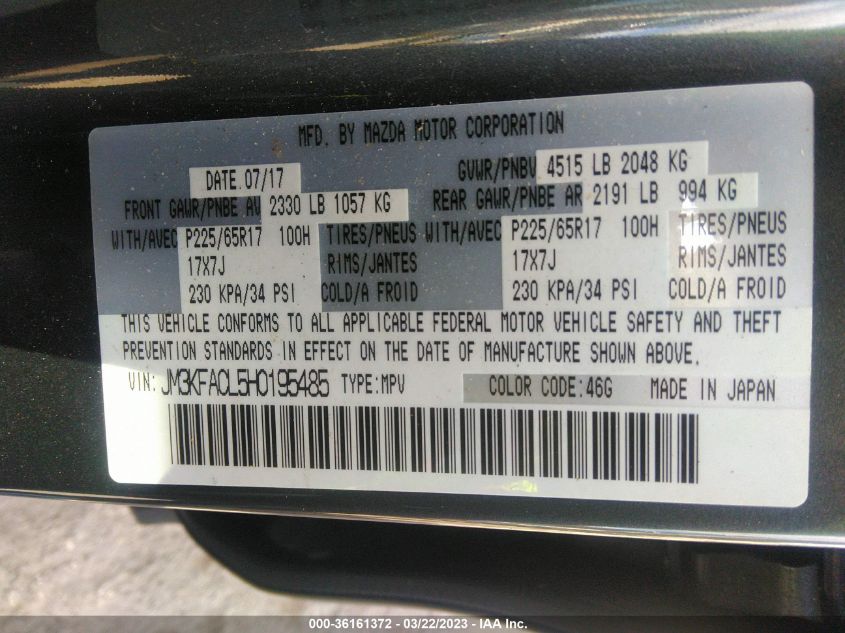 MFD. BY MAZDA MOTOR CORPORATION
DATE.07/17 GVWR/PNBV 4515 LB 2048 KG
FRONT GAWR/PNBE AV 2330 LB 1057 KG REAR GAWR/PNBE AR 2191 LB 994 KG
WITH/AVEC P225/65R17 100H TIRES/PNEUS WITH/AVEC P225/65R17 100H TIRES/PNEUS
17X7J RIMS/JANTES 17X7J RIMS/JANTES
230 KPA/34 PSI COLD/A FROID 230 KPA/34 PSI COLD/A FROID
THIS VEHICLE CONFORMS TO ALL APPLICABLE FEDERAL MOTOR VEHICLE SAFETY AND THEFT
PREVENTION STANDARDS IN EFFECT ON THE DATE OF MANUFACTURE SHOWN ABOVE.
VIN: JM3KFACL5H0195485 TYPE:MPV COLOR CODE:46G MADE IN JAPAN
000-36161372 - 03/22/2023 - IAA Inc.